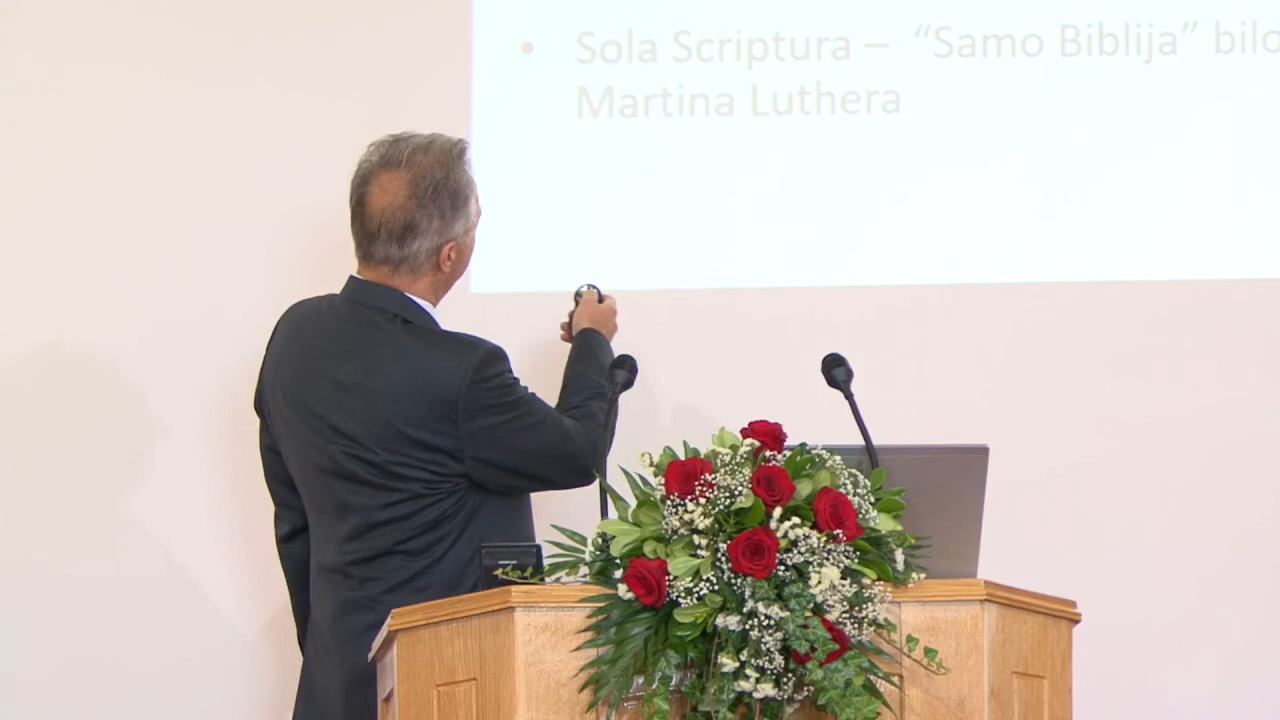 • Sola Scriptura – “Samo Biblija” bilo
Martina Luthera